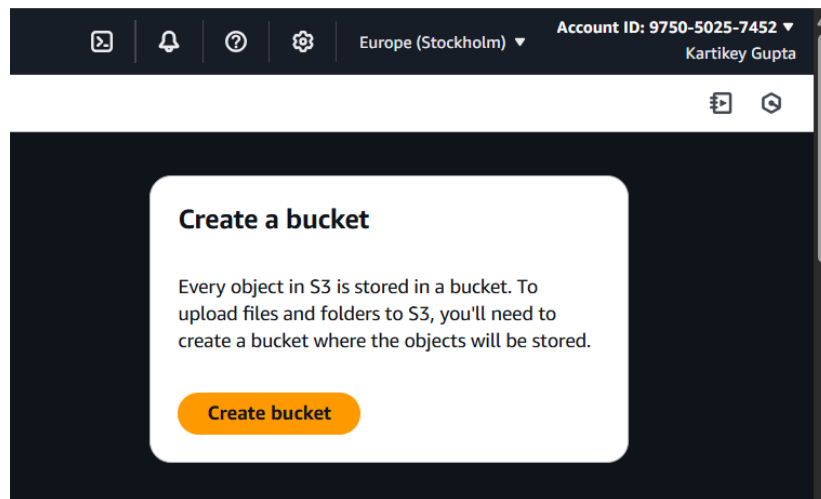 Europe (Stockholm) ▼
Account ID: 9750-5025-7452 ▼
Kartikey Gupta
Create a bucket
Every object in S3 is stored in a bucket. To
upload files and folders to S3, you'll need to
create a bucket where the objects will be stored.
Create bucket